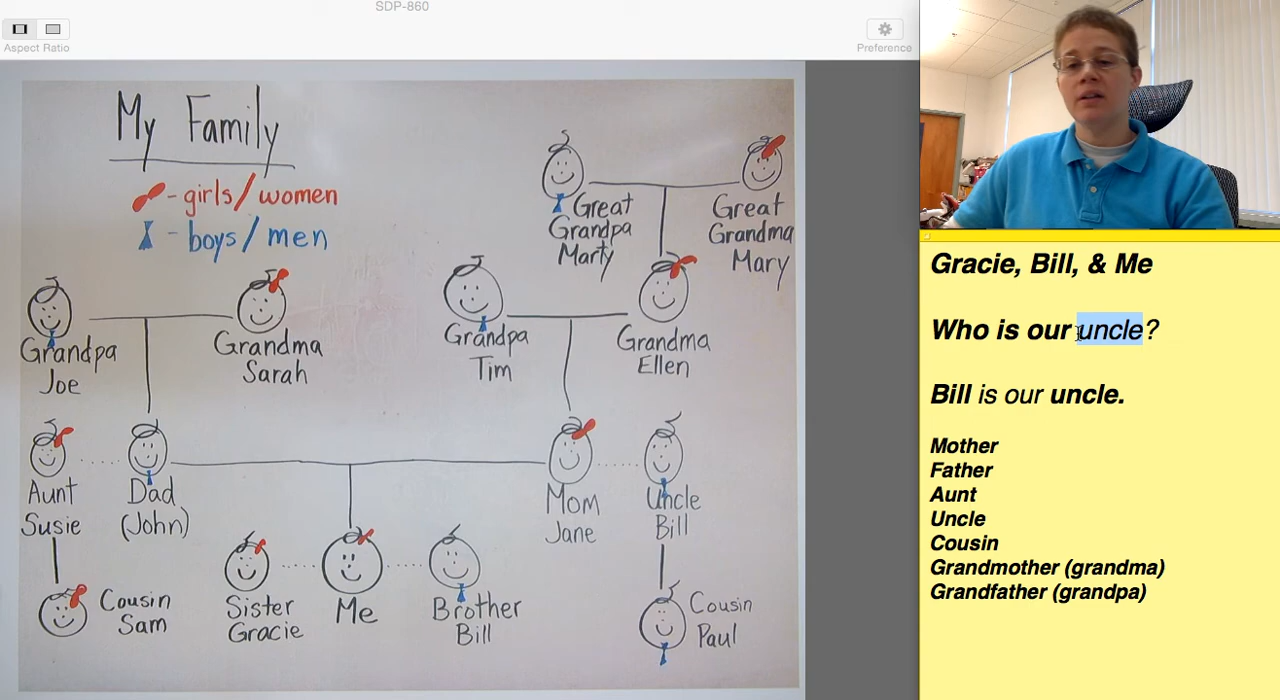 SDP-860
Aspect Ratio
Preference
My Family
- girls/women
- boys/men
Great
Grandpa
Marty
Great
Grandma
Mary
Grandpa
Joe
Grandma
Sarah
Grandpa
Tim
Grandma
Ellen
Aunt
Susie
Dad
(John)
Mom
Jane
Uncle
Bill
Cousin
Sam
Sister
Gracie
Me
Brother
Bill
Cousin
Paul
Gracie, Bill, & Me
Who is our uncle?
Bill is our uncle.
Mother
Father
Aunt
Uncle
Cousin
Grandmother (grandma)
Grandfather (grandpa)